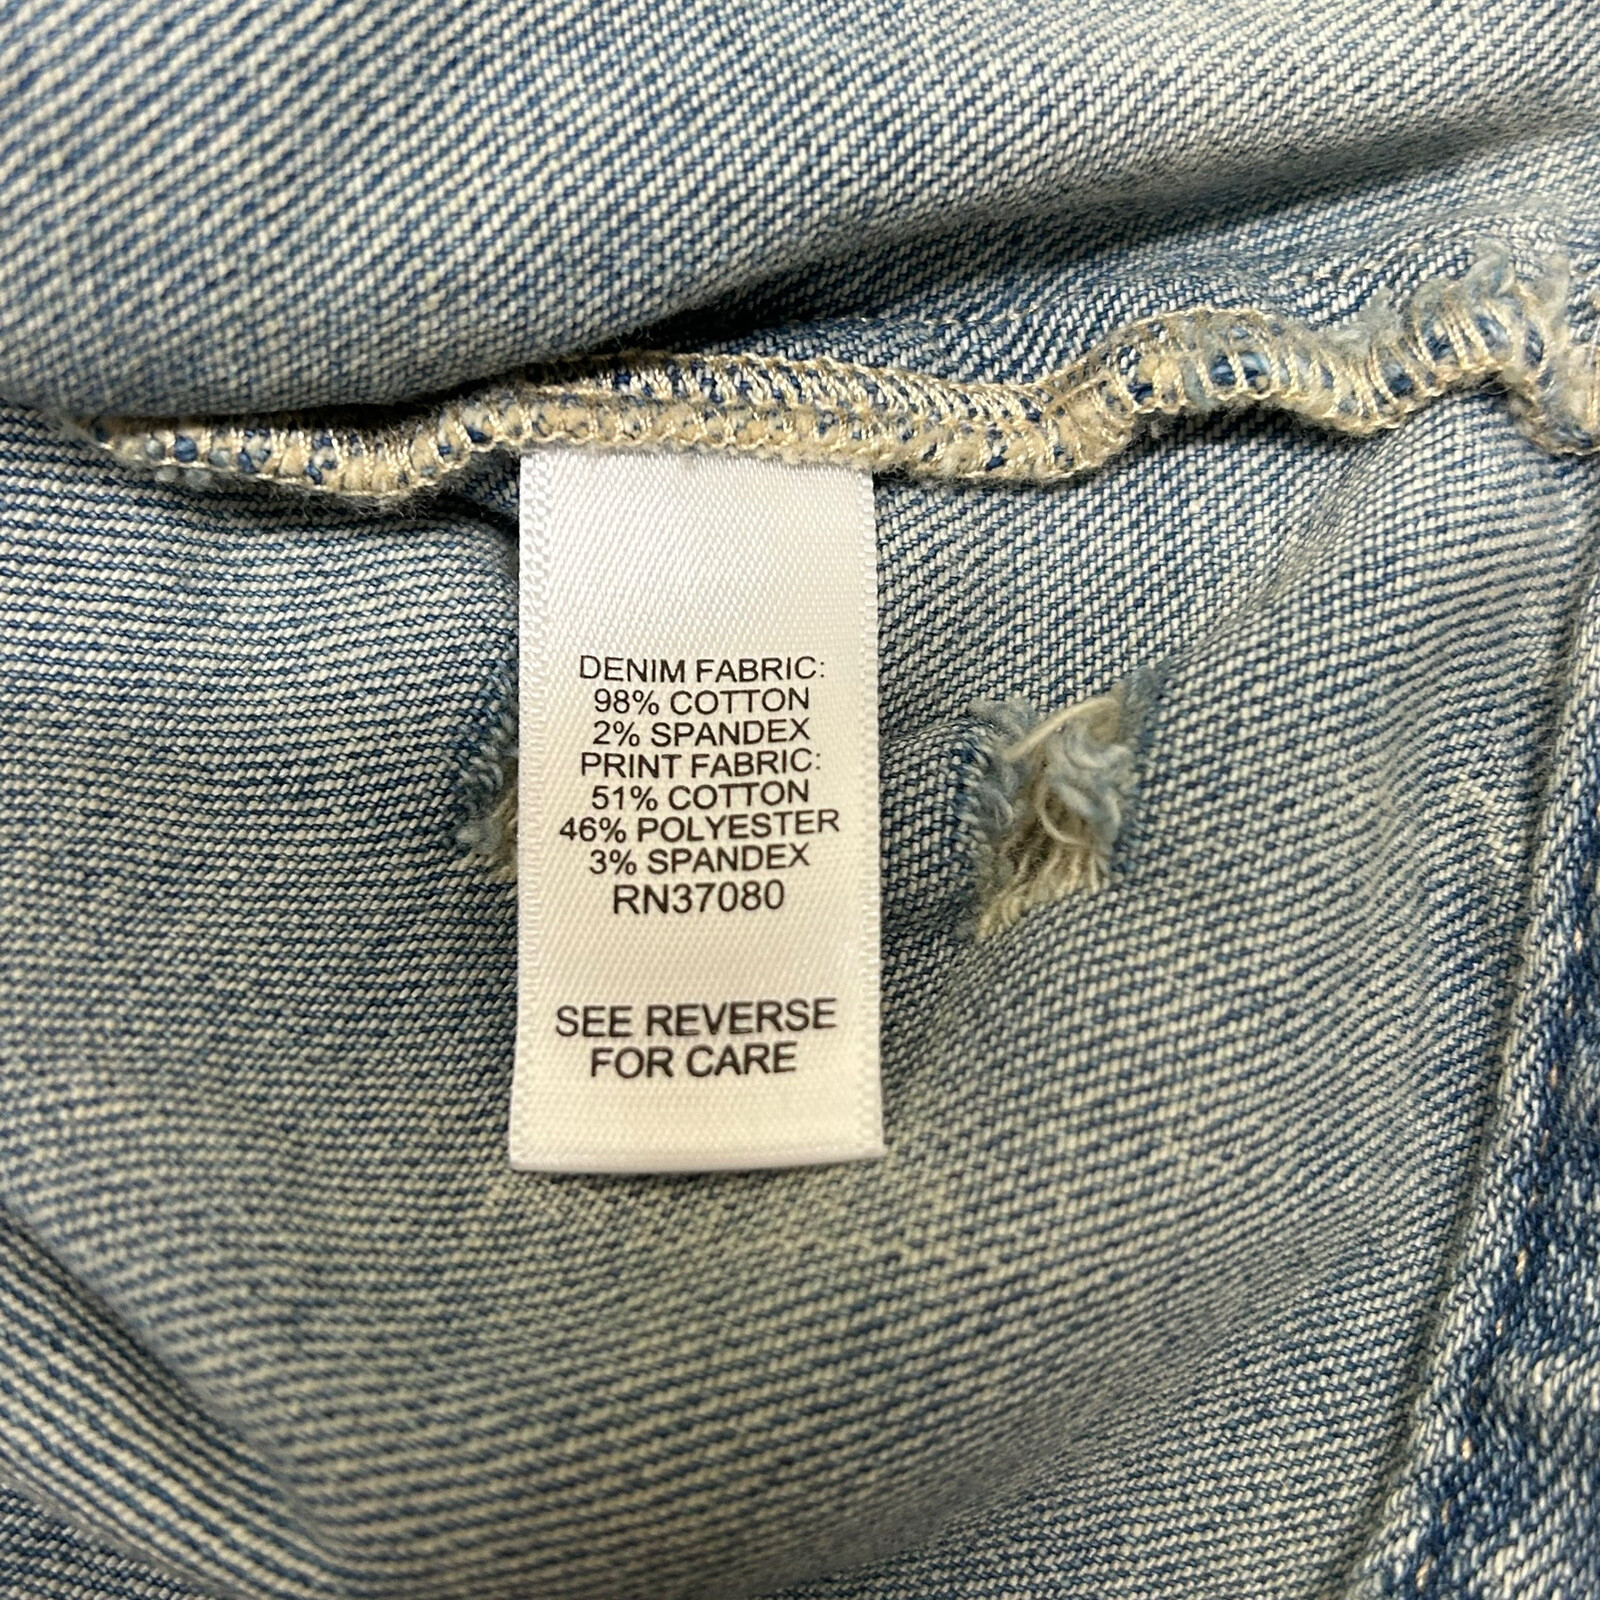 DENIM FABRIC:
98% COTTON
2% SPANDEX
PRINT FABRIC:
51% COTTON
46% POLYESTER
3% SPANDEX
RN37080
SEE REVERSE
FOR CARE